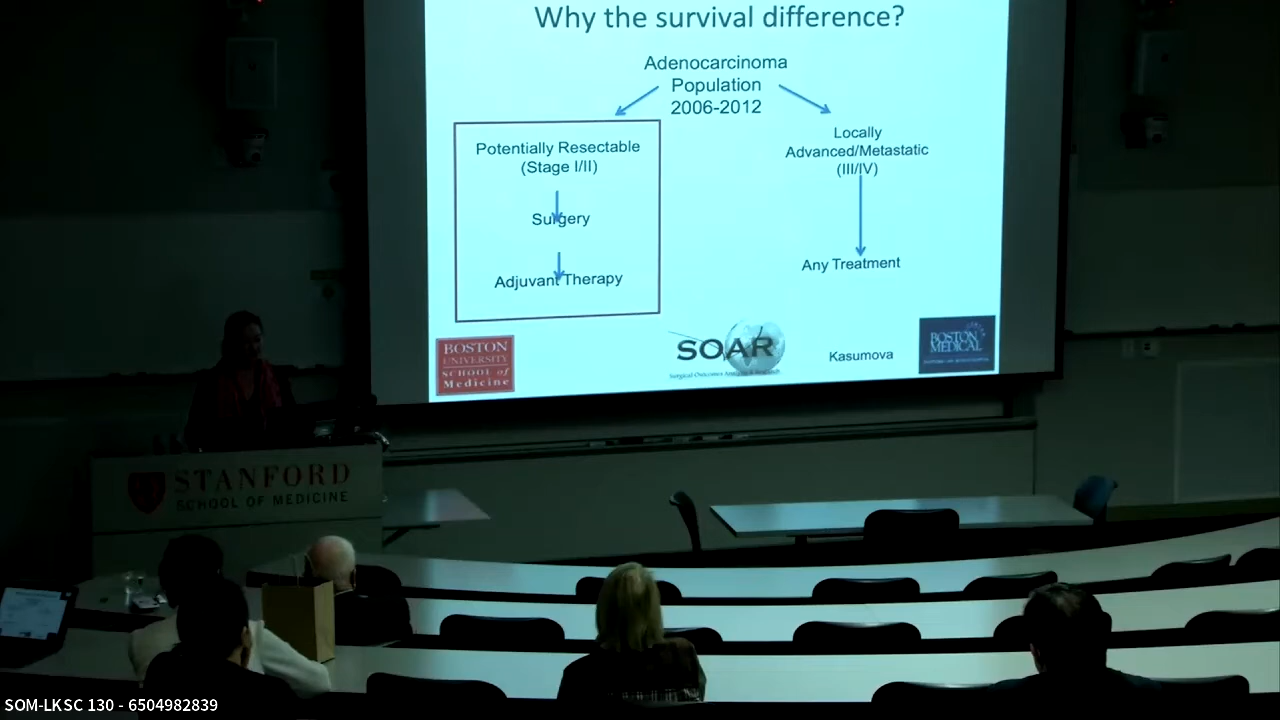 Why the survival difference?
Adenocarcinoma
Population
2006-2012
Potentially Resectable
(Stage I/II)
Surgery
Adjuvant Therapy
Locally
Advanced/Metastatic
(III/IV)
Any Treatment
BOSTON
UNIVERSITY
SCHOOL of
Medicine
SOAR
Surgical Outcomes
Kasumova
BOSTON
MEDICAL
STANFORD
SCHOOL OF MEDICINE
SOM-LKSC 130 - 6504982839